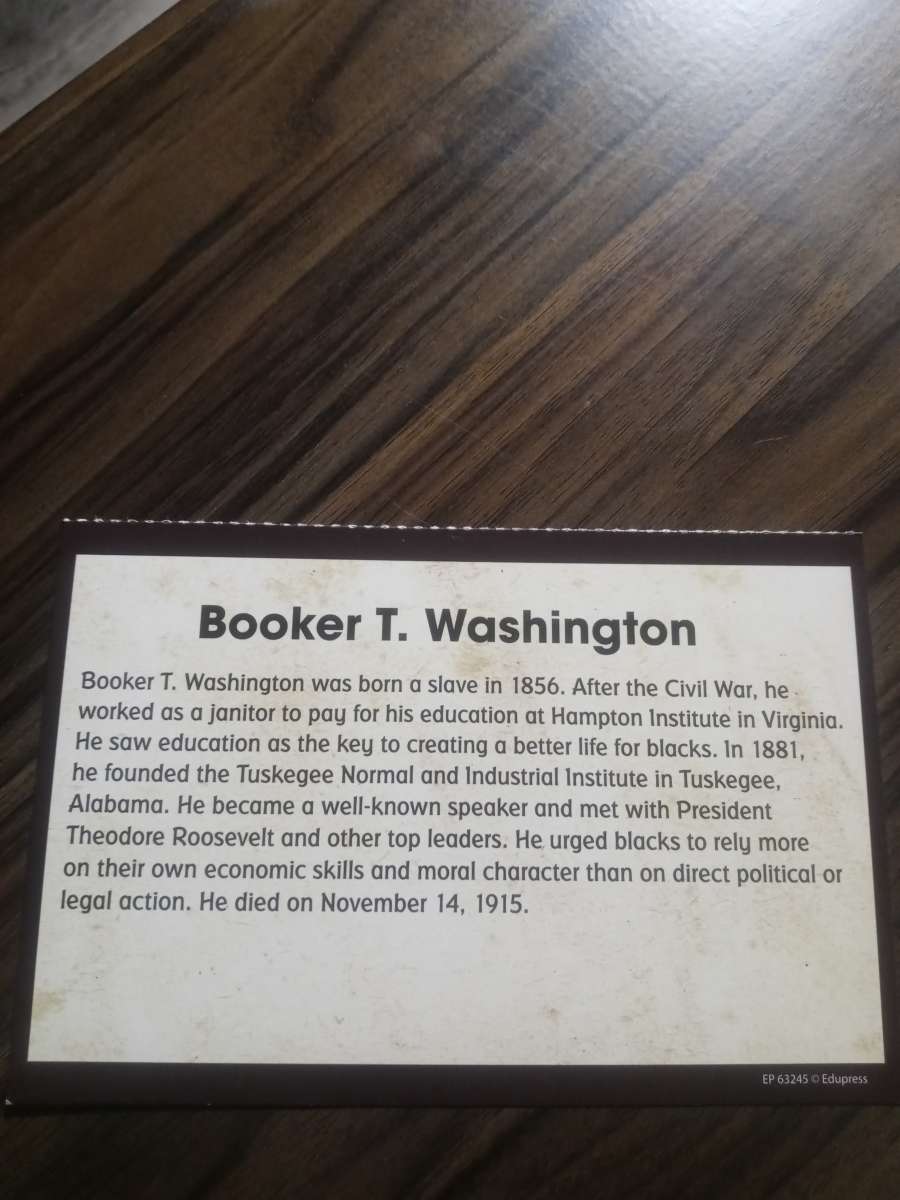 Booker T. Washington
Booker T. Washington was born a slave in 1856. After the Civil War, he
worked as a janitor to pay for his education at Hampton Institute in Virginia.
He saw education as the key to creating a better life for blacks. In 1881,
he founded the Tuskegee Normal and Industrial Institute in Tuskegee,
Alabama. He became a well-known speaker and met with President
Theodore Roosevelt and other top leaders. He urged blacks to rely more
on their own economic skills and moral character than on direct political or
legal action. He died on November 14, 1915.
EP 63245 © Edupress